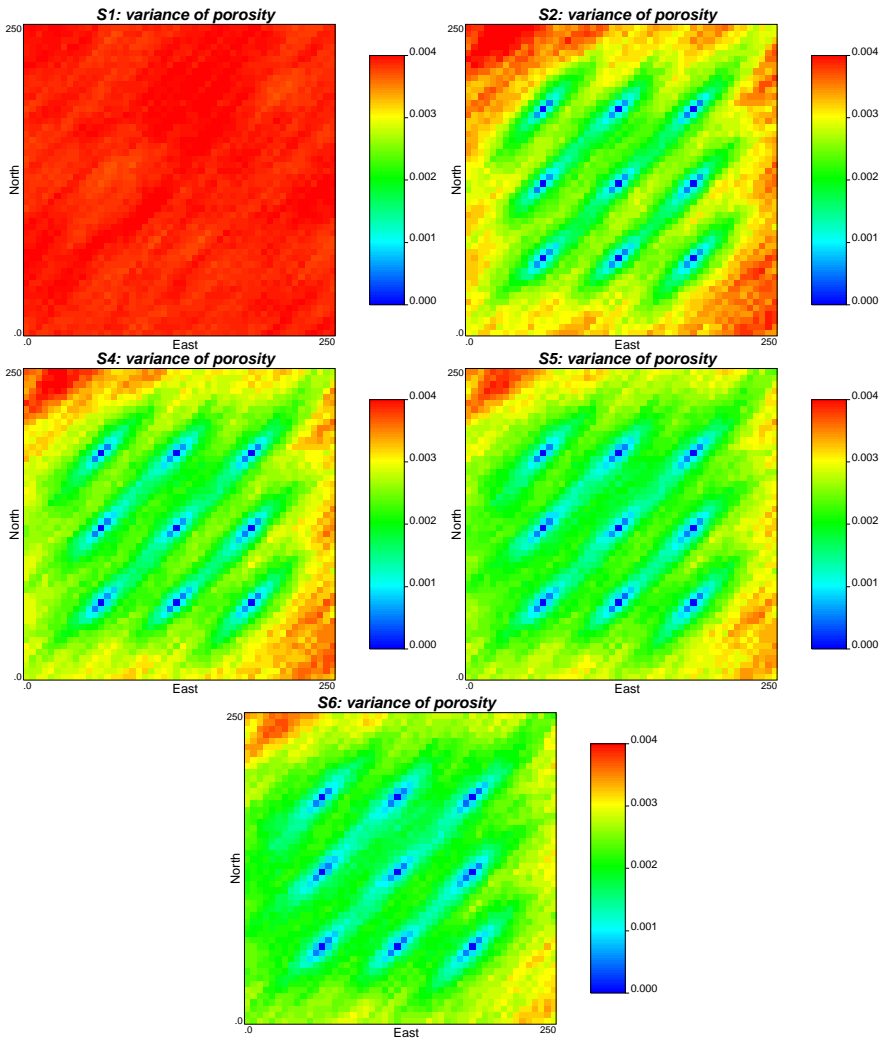 S1: variance of porosity
250
North
.0
East
250
0.004
0.003
0.002
0.001
0.000
S2: variance of porosity
250
North
.0
East
250
0.004
0.003
0.002
0.001
0.000
S4: variance of porosity
250
North
.0
East
250
0.004
0.003
0.002
0.001
0.000
S5: variance of porosity
250
North
.0
East
250
0.004
0.003
0.002
0.001
0.000
S6: variance of porosity
250
North
.0
East
250
0.004
0.003
0.002
0.001
0.000